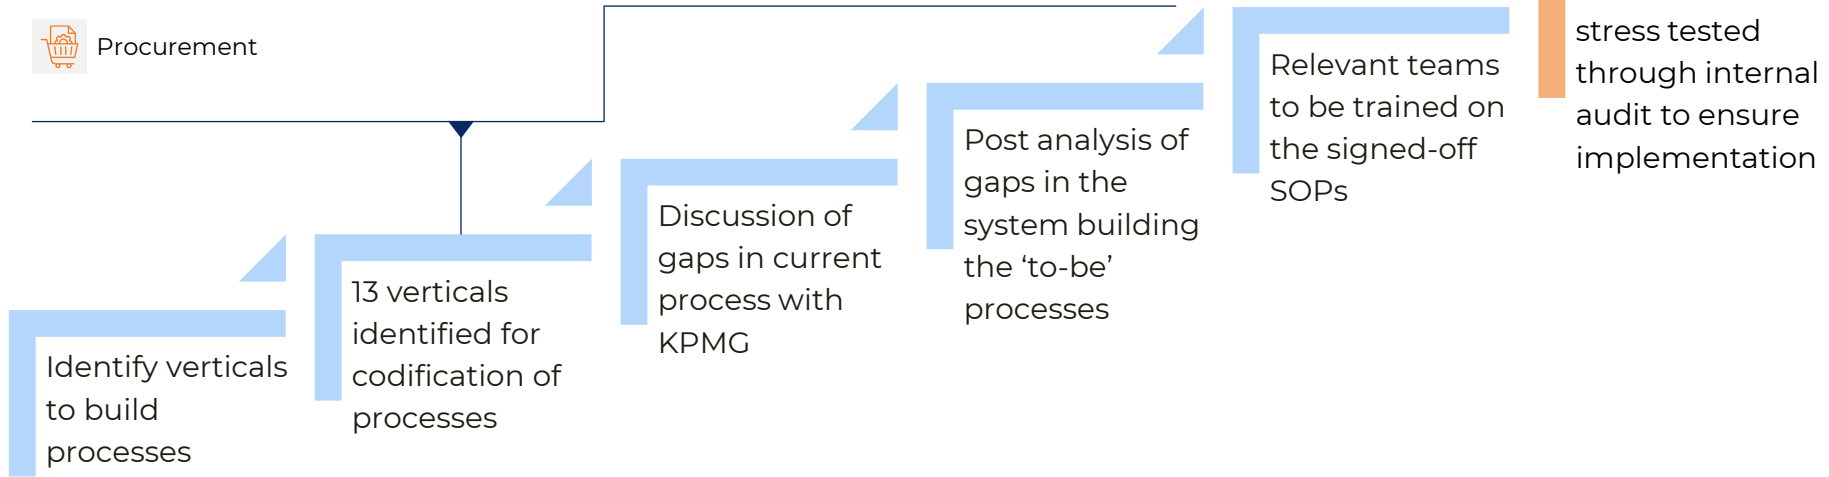 Procurement
Identify verticals
to build
processes
13 verticals
identified for
codification of
processes
Discussion of
gaps in current
process with
KPMG
Post analysis of
gaps in the
system building
the ‘to-be’
processes
Relevant teams
to be trained on
the signed-off
SOPs
stress tested
through internal
audit to ensure
implementation